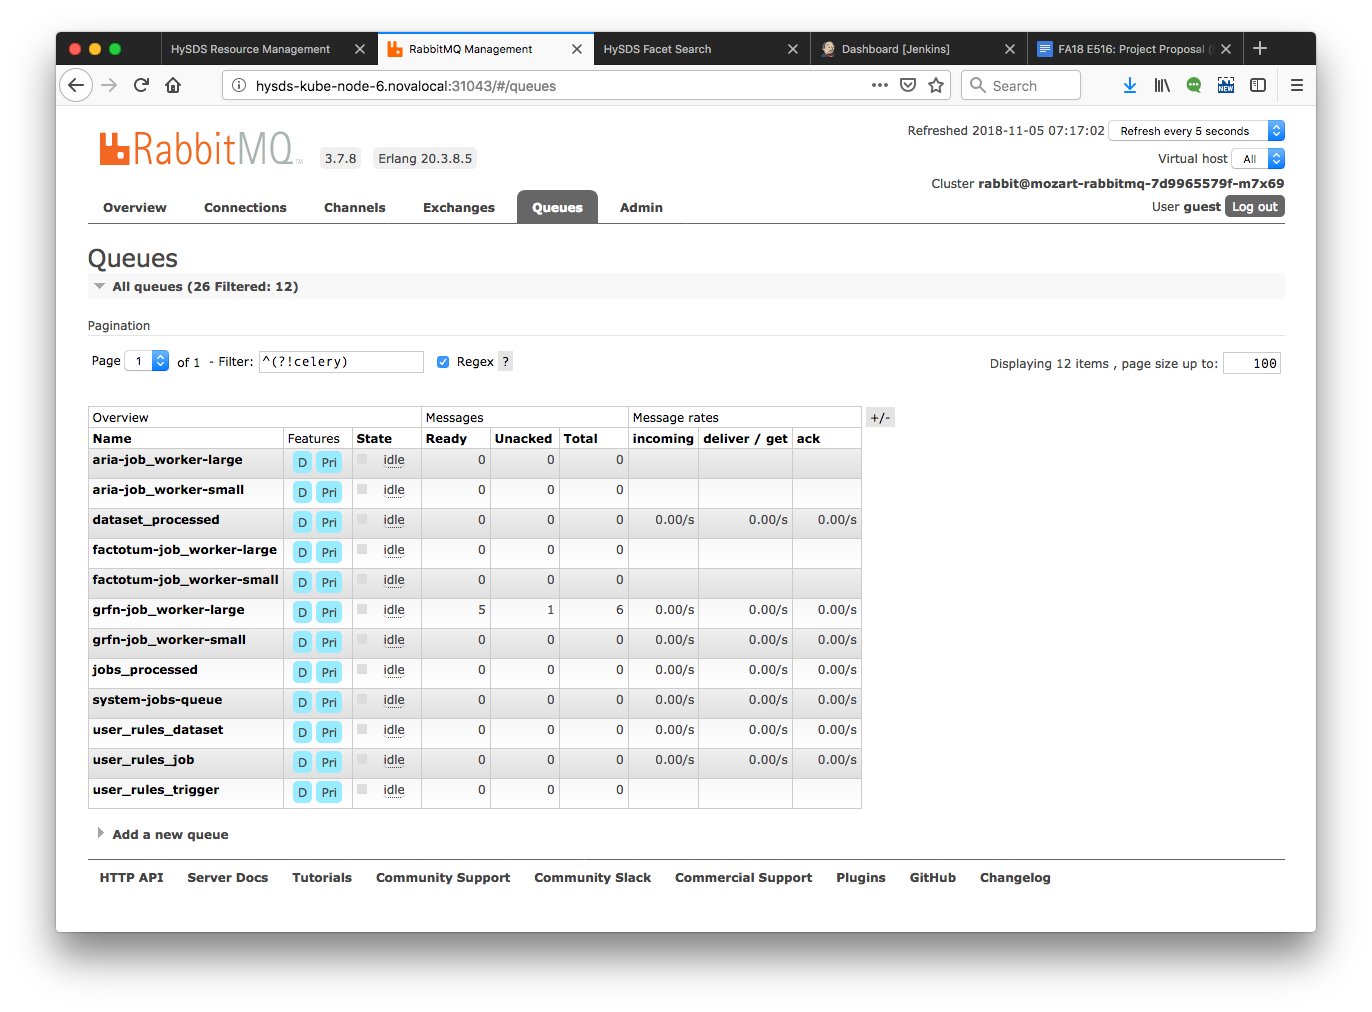 HySDS Resource Management
RabbitMQ Management
HySDS Facet Search
Dashboard [Jenkins]
FA18 E516: Project Proposal
hysds-kube-node-6.novalocal:31043/#/queues
Search
NEW
RabbitMQ TM
3.7.8
Erlang 20.3.8.5
Refreshed 2018-11-05 07:17:02 Refresh every 5 seconds
Virtual host All
Cluster rabbit@mozart-rabbitmq-7d9965579f-m7x69
User guest Log out
Overview Connections Channels Exchanges Queues Admin
Queues
All queues (26 Filtered: 12)
Pagination
Page 1 of 1 - Filter: ^(?!celery) Regex ?
Displaying 12 items , page size up to: 100
Overview Messages Message rates +/-
Name Features State Ready Unacked Total incoming deliver / get ack
aria-job_worker-large D Pri idle 0 0 0
aria-job_worker-small D Pri idle 0 0 0
dataset_processed D Pri idle 0 0 0 0.00/s 0.00/s 0.00/s
factotum-job_worker-large D Pri idle 0 0 0
factotum-job_worker-small D Pri idle 0 0 0
grfn-job_worker-large D Pri idle 5 1 6 0.00/s 0.00/s 0.00/s
grfn-job_worker-small D Pri idle 0 0 0 0.00/s 0.00/s 0.00/s
jobs_processed D Pri idle 0 0 0 0.00/s 0.00/s 0.00/s
system-jobs-queue D Pri idle 0 0 0 0.00/s 0.00/s 0.00/s
user_rules_dataset D Pri idle 0 0 0 0.00/s 0.00/s 0.00/s
user_rules_job D Pri idle 0 0 0 0.00/s 0.00/s 0.00/s
user_rules_trigger D Pri idle 0 0 0
Add a new queue
HTTP API Server Docs Tutorials Community Support Community Slack Commercial Support Plugins GitHub Changelog